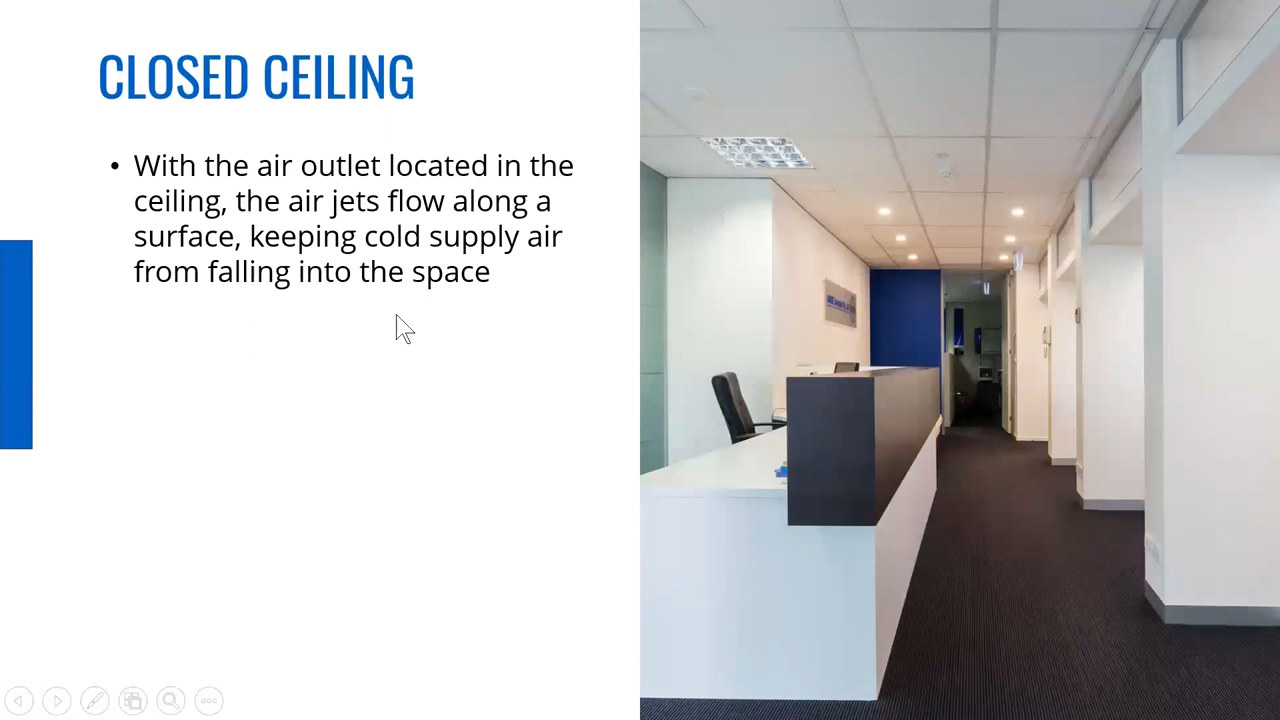 CLOSED CEILING
• With the air outlet located in the
ceiling, the air jets flow along a
surface, keeping cold supply air
from falling into the space